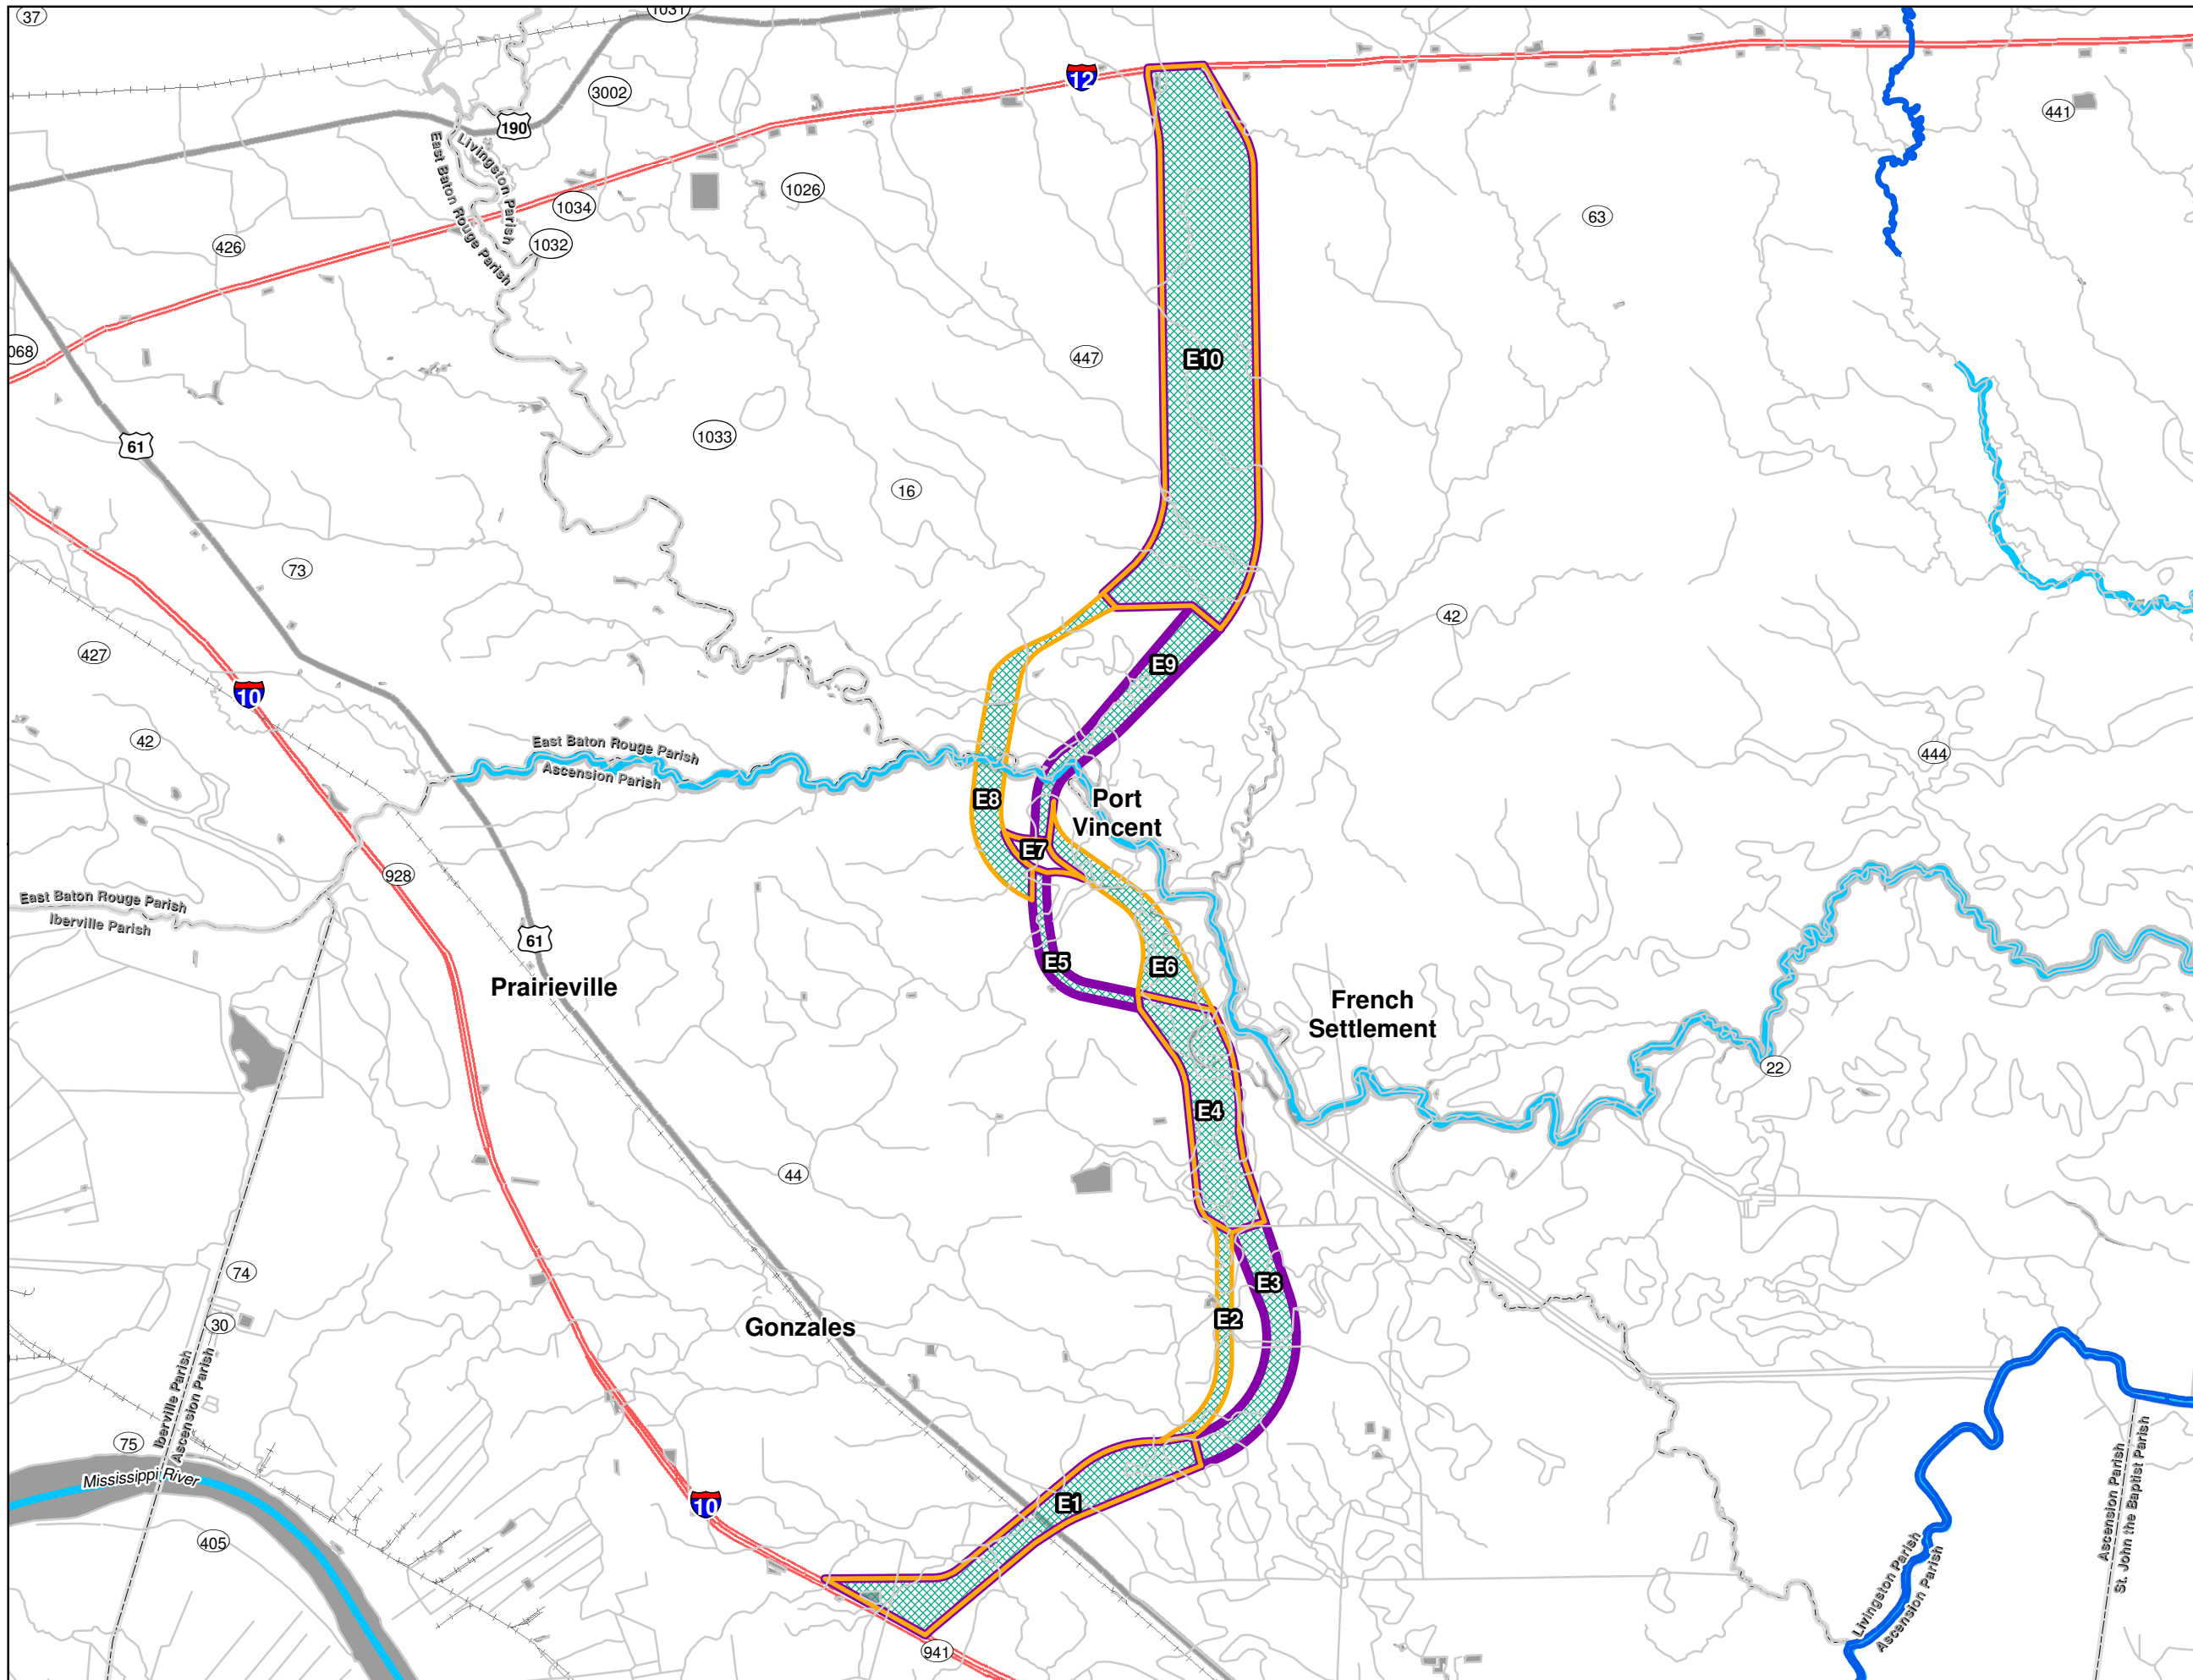 37
1031
12
3002
190
441
Livingston Parish
East Baton Rouge Parish
1026
1034
63
426
1032
068
447
E10
61
1033
16
73
42
427
E9
10
42
East Baton Rouge Parish
Ascension Parish
444
E8
Port
Vincent
E7
928
East Baton Rouge Parish
Iberville Parish
61
E5
E6
Prairieville
French
Settlement
22
E4
44
74
E3
30
E2
Gonzales
Iberville Parish
Ascension Parish
75
Mississippi River
Ascension Parish
St. John the Baptist Parish
10
E1
405
Livingston Parish
Ascension Parish
941